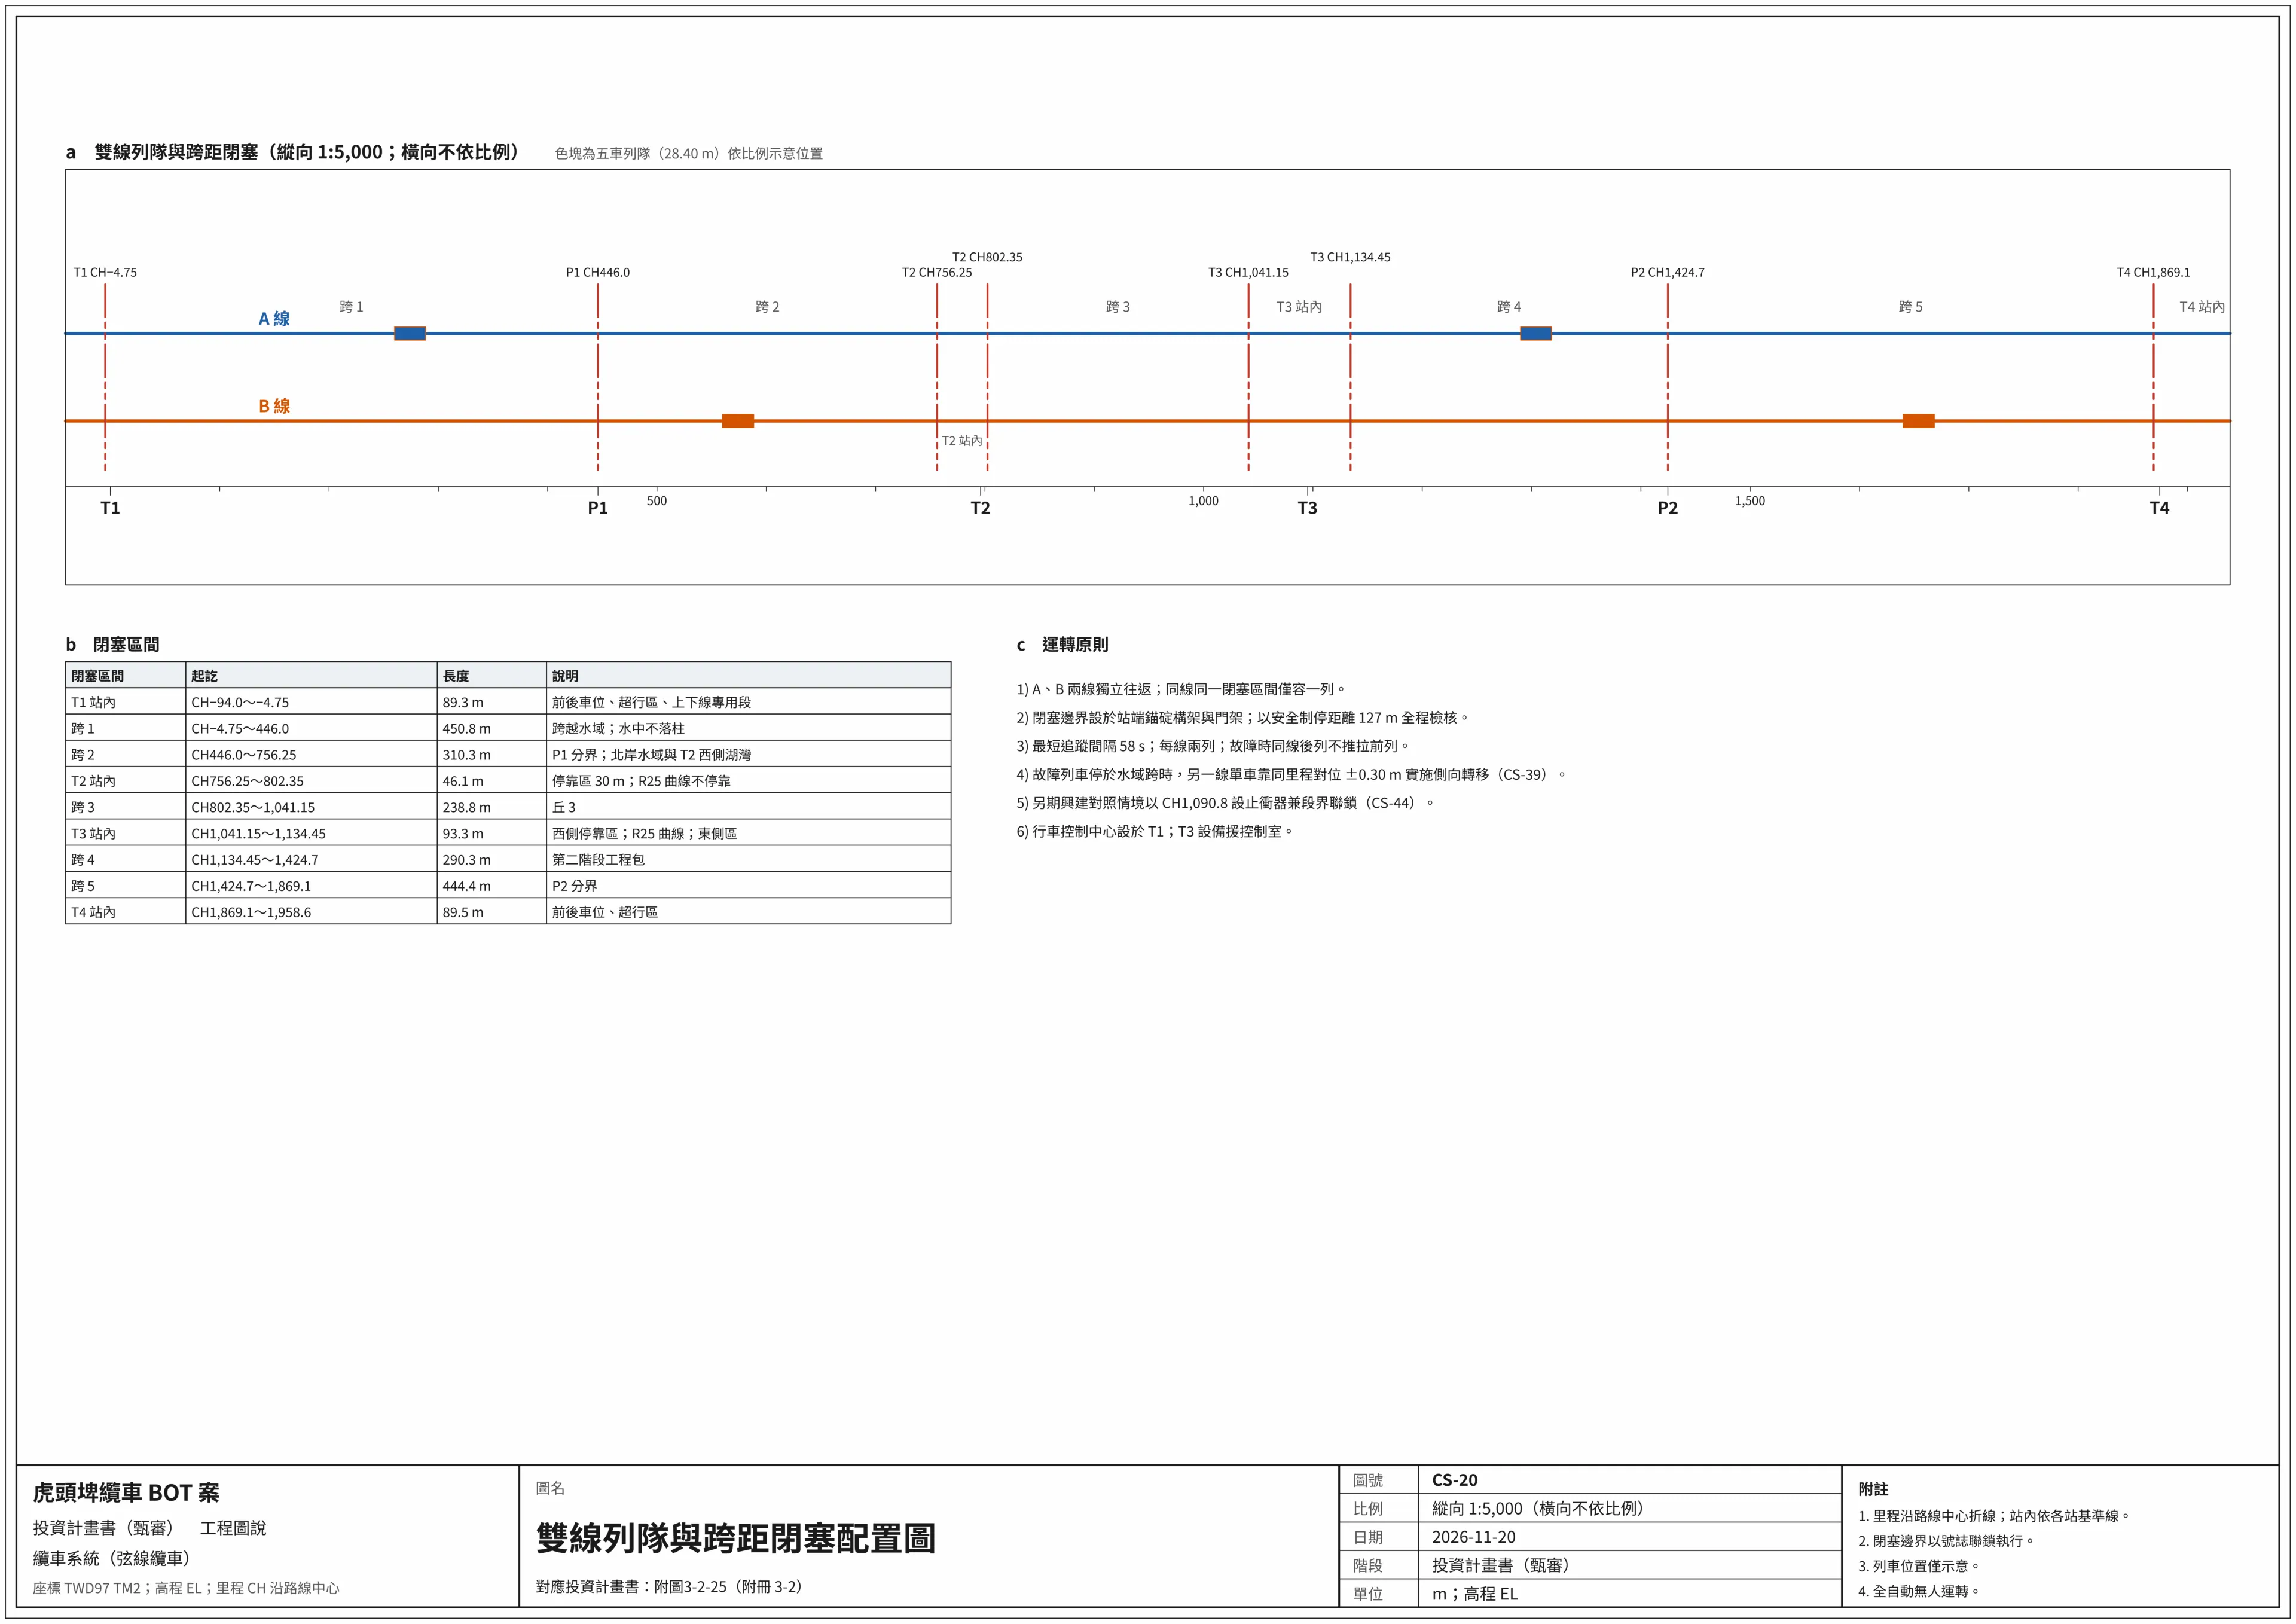 a 雙線列隊與跨距閉塞（縱向 1:5,000；橫向不依比例） 色塊為五車列隊（28.40 m）依比例示意位置
T2 CH802.35 T3 CH1,134.45
T1 CH−4.75 P1 CH446.0 T2 CH756.25 T3 CH1,041.15 P2 CH1,424.7 T4 CH1,869.1
跨 1 跨 2 跨 3 T3 站內 跨 4 跨 5 T4 站內
A 線
B 線
T2 站內
500 1,000 1,500
T1 P1 T2 T3 P2 T4
b 閉塞區間
閉塞區間 起訖 長度 說明
T1 站內 CH−94.0～−4.75 89.3 m 前後車位、超行區、上下線專用段
跨 1 CH−4.75～446.0 450.8 m 跨越水域；水中不落柱
跨 2 CH446.0～756.25 310.3 m P1 分界；北岸水域與 T2 西側湖灣
T2 站內 CH756.25～802.35 46.1 m 停靠區 30 m；R25 曲線不停靠
跨 3 CH802.35～1,041.15 238.8 m 丘 3
T3 站內 CH1,041.15～1,134.45 93.3 m 西側停靠區；R25 曲線；東側區
跨 4 CH1,134.45～1,424.7 290.3 m 第二階段工程包
跨 5 CH1,424.7～1,869.1 444.4 m P2 分界
T4 站內 CH1,869.1～1,958.6 89.5 m 前後車位、超行區
c 運轉原則
1) A、B 兩線獨立往返；同線同一閉塞區間僅容一列。
2) 閉塞邊界設於站端錨碇構架與門架；以安全制停距離 127 m 全程檢核。
3) 最短追蹤間隔 58 s；每線兩列；故障時同線後列不推拉前列。
4) 故障列車停於水域跨時，另一線單車靠同里程對位 ±0.30 m 實施側向轉移（CS-39）。
5) 另期興建對照情境以 CH1,090.8 設止衝器兼段界聯鎖（CS-44）。
6) 行車控制中心設於 T1；T3 設備援控制室。
虎頭埤纜車 BOT 案
投資計畫書（甄審） 工程圖說
纜車系統（弦線纜車）
座標 TWD97 TM2；高程 EL；里程 CH 沿路線中心
圖名
雙線列隊與跨距閉塞配置圖
對應投資計畫書：附圖3-2-25（附冊 3-2）
圖號 CS-20
比例 縱向 1:5,000（橫向不依比例）
日期 2026-11-20
階段 投資計畫書（甄審）
單位 m；高程 EL
附註
1. 里程沿路線中心折線；站內依各站基準線。
2. 閉塞邊界以號誌聯鎖執行。
3. 列車位置僅示意。
4. 全自動無人運轉。